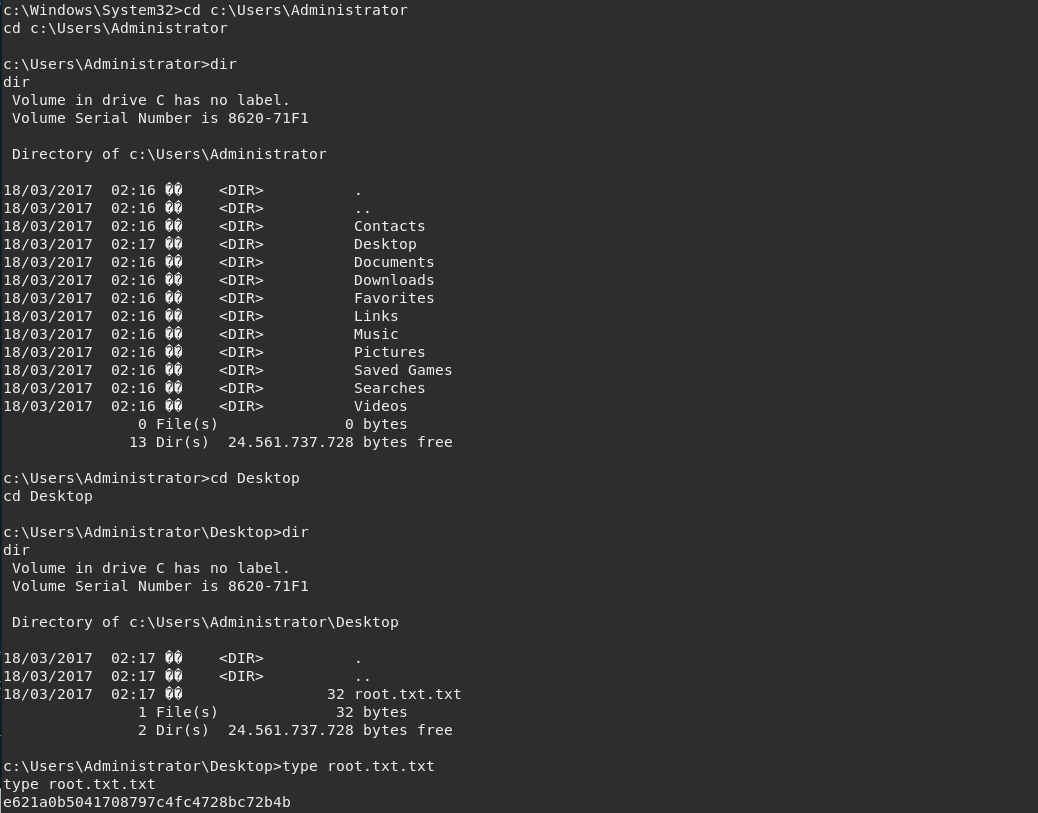 c:\Windows\System32>cd c:\Users\Administrator
cd c:\Users\Administrator

c:\Users\Administrator>dir
dir
 Volume in drive C has no label.
 Volume Serial Number is 8620-71F1

 Directory of c:\Users\Administrator

18/03/2017  02:16 ��    <DIR>          .
18/03/2017  02:16 ��    <DIR>          ..
18/03/2017  02:16 ��    <DIR>          Contacts
18/03/2017  02:17 ��    <DIR>          Desktop
18/03/2017  02:16 ��    <DIR>          Documents
18/03/2017  02:16 ��    <DIR>          Downloads
18/03/2017  02:16 ��    <DIR>          Favorites
18/03/2017  02:16 ��    <DIR>          Links
18/03/2017  02:16 ��    <DIR>          Music
18/03/2017  02:16 ��    <DIR>          Pictures
18/03/2017  02:16 ��    <DIR>          Saved Games
18/03/2017  02:16 ��    <DIR>          Searches
18/03/2017  02:16 ��    <DIR>          Videos
               0 File(s)              0 bytes
              13 Dir(s)  24.561.737.728 bytes free

c:\Users\Administrator>cd Desktop
cd Desktop

c:\Users\Administrator\Desktop>dir
dir
 Volume in drive C has no label.
 Volume Serial Number is 8620-71F1

 Directory of c:\Users\Administrator\Desktop

18/03/2017  02:17 ��    <DIR>          .
18/03/2017  02:17 ��    <DIR>          ..
18/03/2017  02:17 ��                32 root.txt.txt
               1 File(s)             32 bytes
               2 Dir(s)  24.561.737.728 bytes free

c:\Users\Administrator\Desktop>type root.txt.txt
type root.txt.txt
e621a0b5041708797c4fc4728bc72b4b